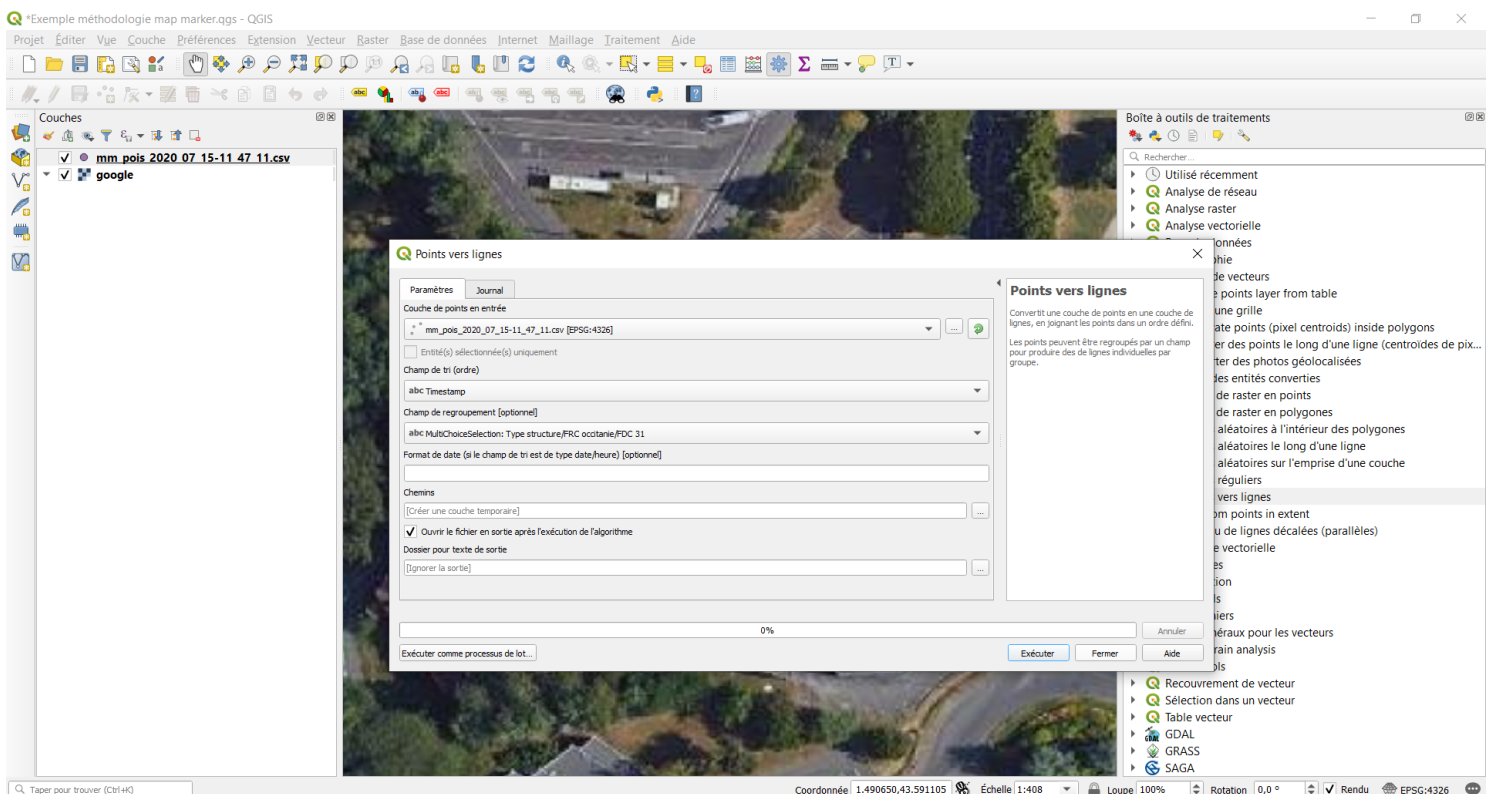 *Exemple méthodologie map marker.qgs - QGIS
Projet Éditer Vue Couche Préférences Extension Vecteur Raster Base de données Internet Maillage Traitement Aide
Couches
mm_pois_2020_07_15-11_47_11.csv
google
Points vers lignes
Paramètres Journal
Couche de points en entrée
mm_pois_2020_07_15-11_47_11.csv [EPSG:4326]
Entité(s) sélectionnée(s) uniquement
Champ de tri (ordre)
abc Timestamp
Champ de regroupement [optionnel]
abc MultiChoiceSelection: Type structure/FRC occitanie/FDC 31
Format de date (si le champ de tri est de type date/heure) [optionnel]
Chemins
[Créer une couche temporaire]
...
Ouvrir le fichier en sortie après l'exécution de l'algorithme
Dossier pour texte de sortie
[Ignorer la sortie]
...
Points vers lignes
Convertit une couche de points en une couche de
lignes, en joignant les points dans un ordre défini.
Les points peuvent être regroupés par un champ
pour produire des de lignes individuelles par
groupe.
0%
Annuler
Exécuter comme processus de lot...
Exécuter Fermer Aide
Boîte à outils de traitements
Rechercher...
Utilisé récemment
Analyse de réseau
Analyse raster
Analyse vectorielle
onnées
hie
de vecteurs
e points layer from table
une grille
ate points (pixel centroids) inside polygons
er des points le long d'une ligne (centroïdes de pix...
ter des photos géolocalisées
des entités converties
de raster en points
de raster en polygones
aléatoires à l'intérieur des polygones
aléatoires le long d'une ligne
aléatoires sur l'emprise d'une couche
réguliers
vers lignes
om points in extent
u de lignes décalées (parallèles)
e vectorielle
es
tion
ls
iers
néraux pour les vecteurs
rain analysis
ols
Recouvrement de vecteur
Sélection dans un vecteur
Table vecteur
GDAL
GRASS
SAGA
Taper pour trouver (Ctrl+K)
Coordonnée 1.490650,43.591105 Échelle 1:408 Loupe 100% Rotation 0,0 ° Rendu EPSG:4326